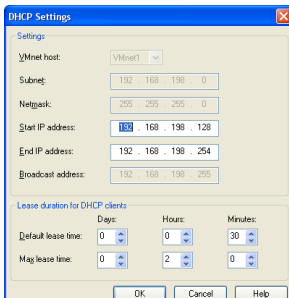 DHCP Settings
Settings
VMnet host: VMnet1
Subnet: 192 . 168 . 198 . 0
Netmask: 255 . 255 . 255 . 0
Start IP address: 192 . 168 . 198 . 128
End IP address: 192 . 168 . 198 . 254
Broadcast address: 192 . 168 . 198 . 255
Lease duration for DHCP clients
Days: Hours: Minutes:
Default lease time: 0 0 30
Max lease time: 0 2 0
OK Cancel Help